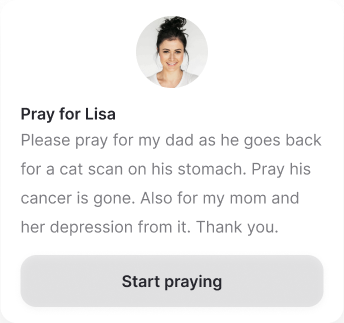 Pray for Lisa
Please pray for my dad as he goes back
for a cat scan on his stomach. Pray his
cancer is gone. Also for my mom and
her depression from it. Thank you.
Start praying